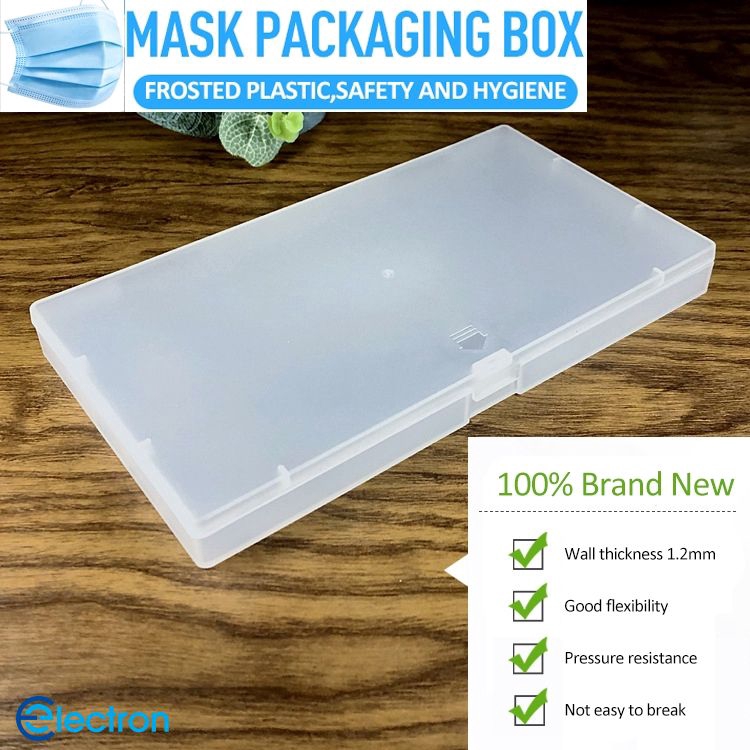 MASK PACKAGING BOX
FROSTED PLASTIC,SAFETY AND HYGIENE
100% Brand New
Wall thickness 1.2mm
Good flexibility
Pressure resistance
Not easy to break
Electron